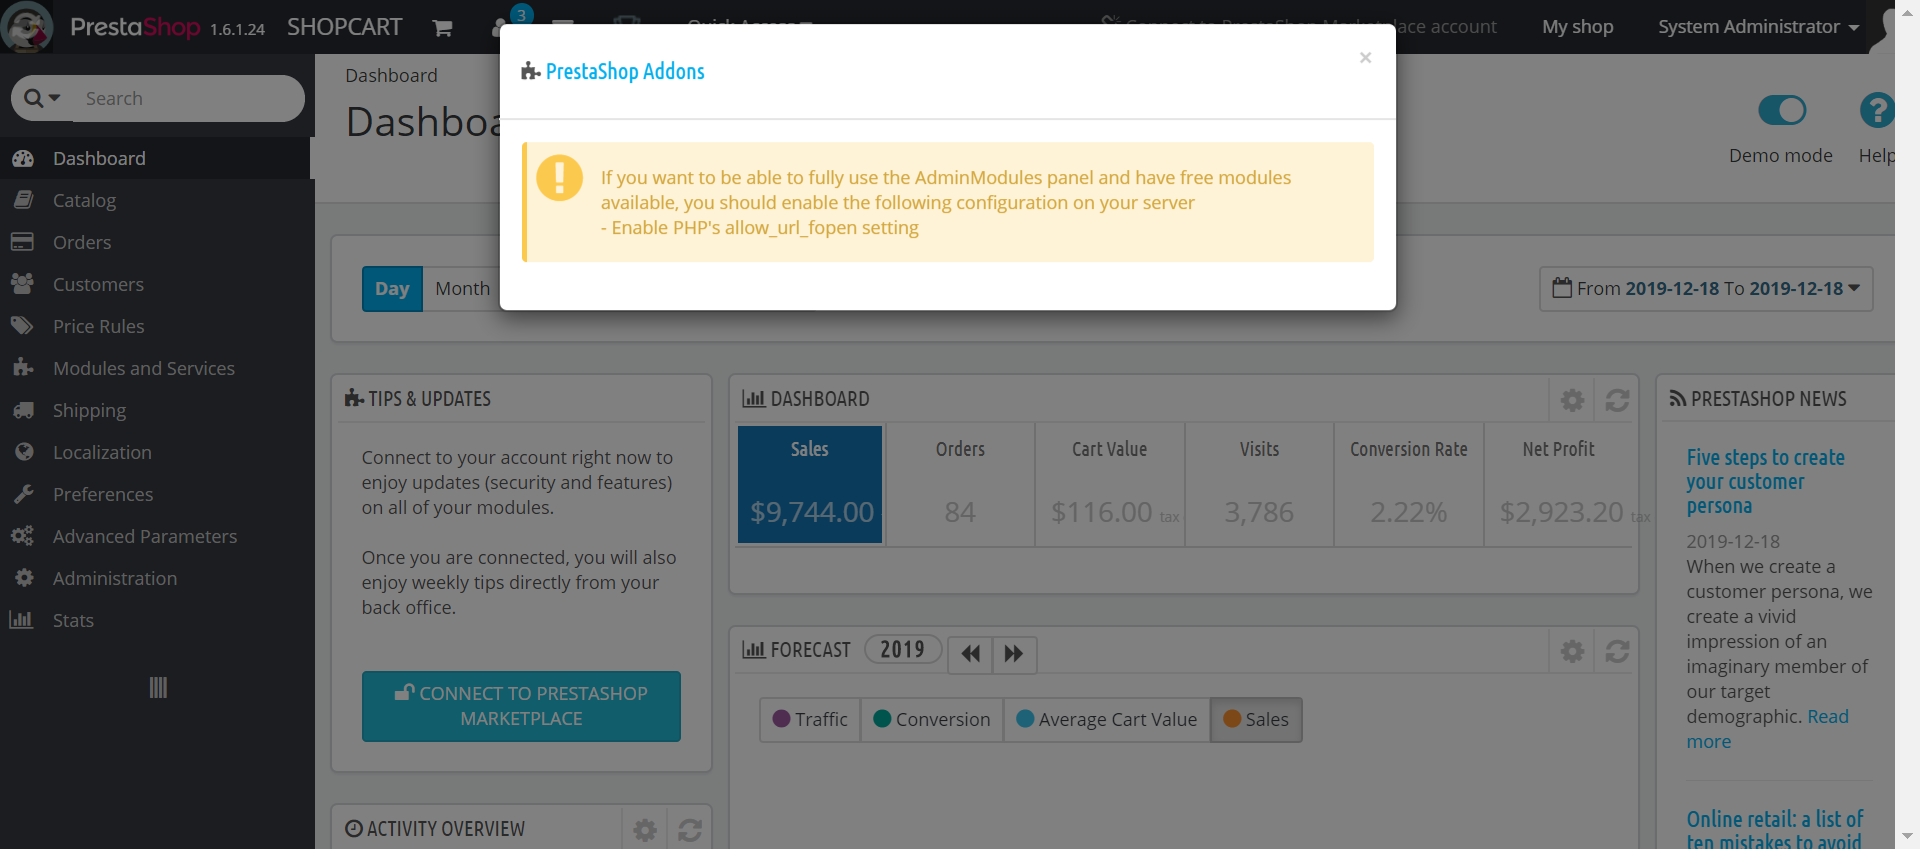 PrestaShop 1.6.1.24 SHOPCART
3
Quick Access
Connect to PrestaShop Marketplace account
My shop
System Administrator
Search
Dashboard
Catalog
Orders
Customers
Price Rules
Modules and Services
Shipping
Localization
Preferences
Advanced Parameters
Administration
Stats
Dashboard
Dashboa
Demo mode
Help
PrestaShop Addons
×
If you want to be able to fully use the AdminModules panel and have free modules
available, you should enable the following configuration on your server
- Enable PHP's allow_url_fopen setting
Day
Month
From 2019-12-18 To 2019-12-18
TIPS & UPDATES
Connect to your account right now to
enjoy updates (security and features)
on all of your modules.
Once you are connected, you will also
enjoy weekly tips directly from your
back office.
CONNECT TO PRESTASHOP
MARKETPLACE
ACTIVITY OVERVIEW
DASHBOARD
Sales
$9,744.00
Orders
84
Cart Value
$116.00 tax
Visits
3,786
Conversion Rate
2.22%
Net Profit
$2,923.20 tax
FORECAST 2019
Traffic
Conversion
Average Cart Value
Sales
PRESTASHOP NEWS
Five steps to create
your customer
persona
2019-12-18
When we create a
customer persona, we
create a vivid
impression of an
imaginary member of
our target
demographic. Read
more
Online retail: a list of
ten mistakes to avoid